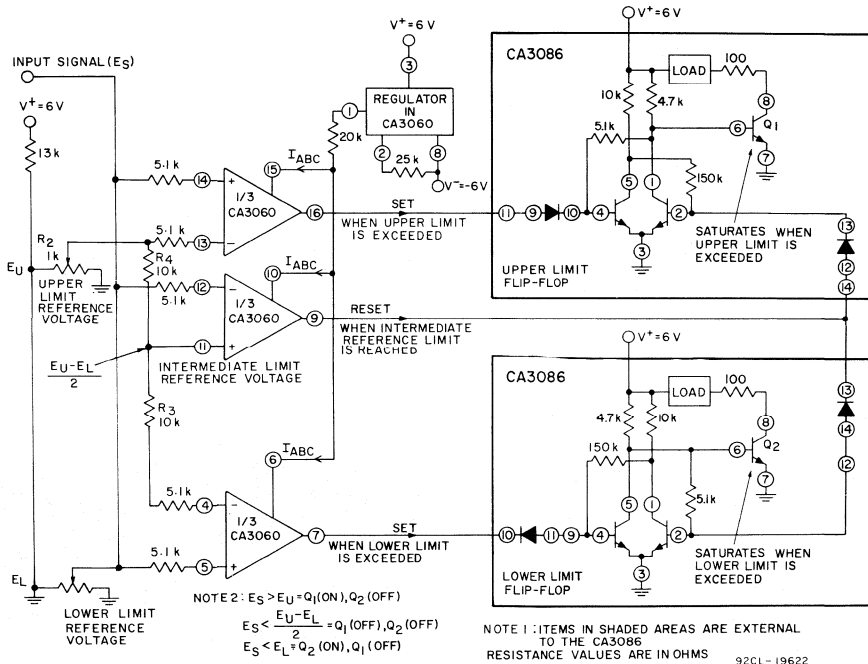 INPUT SIGNAL (ES)
V+=6V
13k
5.1k
14
+
1/3
CA3060
15
IABC
16
SET
WHEN UPPER LIMIT
IS EXCEEDED
V+=6V
3
REGULATOR
IN
CA3060
1
20k
2
8
25k
V-=-6V
EU
R2
1k
UPPER
LIMIT
REFERENCE
VOLTAGE
5.1k
13
−
R4
10k
5.1k
12
−
1/3
CA3060
10
IABC
9
RESET
WHEN INTERMEDIATE
REFERENCE LIMIT
IS REACHED
11
+
EU-EL
2
INTERMEDIATE LIMIT
REFERENCE VOLTAGE
R3
10k
6
IABC
5.1k
4
−
1/3
CA3060
7
SET
WHEN LOWER LIMIT
IS EXCEEDED
5.1k
5
+
EL
LOWER LIMIT
REFERENCE
VOLTAGE
V+=6V
CA3086
LOAD
100
10k
4.7k
8
5.1k
6
Q1
7
5
1
150k
11
9
10
4
2
3
SATURATES WHEN
UPPER LIMIT IS
EXCEEDED
UPPER LIMIT
FLIP-FLOP
13
12
14
V+=6V
CA3086
LOAD
100
4.7k
10k
8
150k
6
Q2
7
5
1
5.1k
10
11
9
4
2
3
SATURATES WHEN
LOWER LIMIT IS
EXCEEDED
LOWER LIMIT
FLIP-FLOP
13
14
12
NOTE 2: ES>EU=Q1(ON),Q2(OFF)
ES< EU-EL
2 =Q1(OFF),Q2(OFF)
ES<EL=Q2(ON),Q1(OFF)
NOTE 1: ITEMS IN SHADED AREAS ARE EXTERNAL
TO THE CA3086
RESISTANCE VALUES ARE IN OHMS
92CL-19622